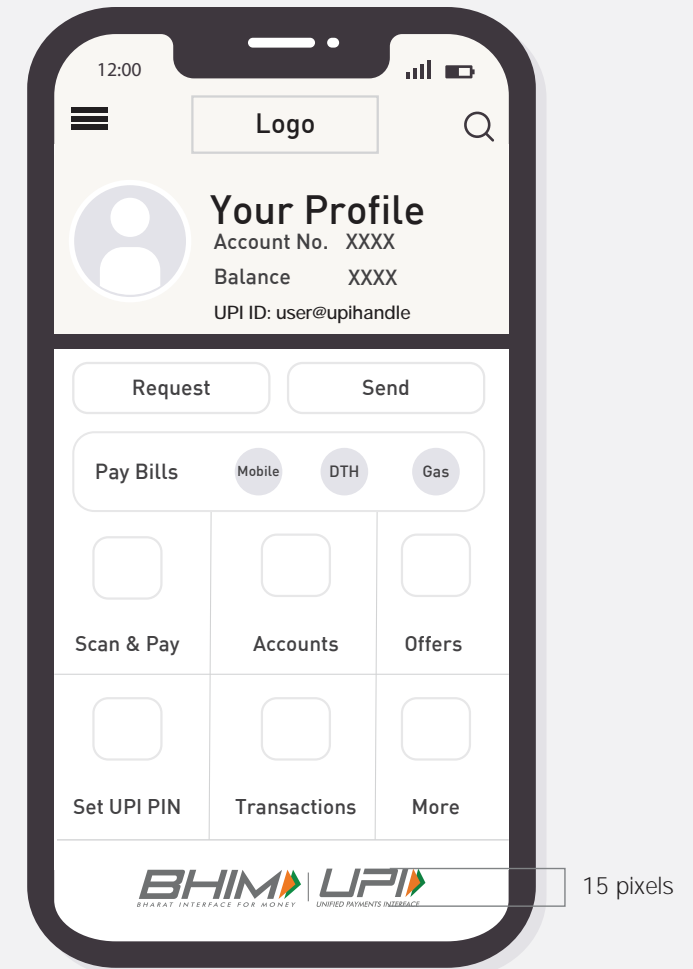 12:00
Logo
Your Profile
Account No. XXXX
Balance XXXX
UPI ID: user@upihandle
Request Send
Pay Bills Mobile DTH Gas
Scan & Pay Accounts Offers
Set UPI PIN Transactions More
BHIM UPI
BHARAT INTERFACE FOR MONEY UNIFIED PAYMENTS INTERFACE
15 pixels